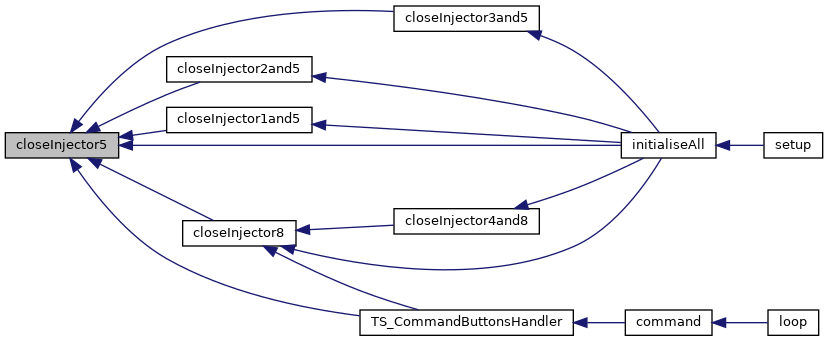 closeInjector3and5
closeInjector2and5
closeInjector1and5
closeInjector5
initialiseAll
setup
closeInjector4and8
closeInjector8
TS_CommandButtonsHandler
command
loop